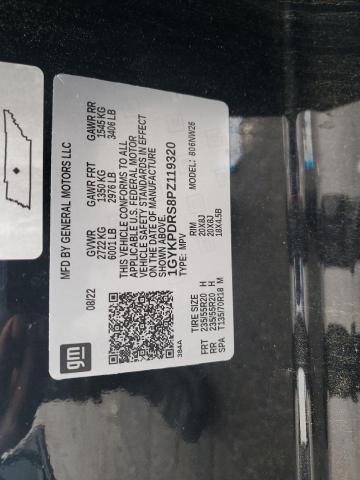 MFD BY GENERAL MOTORS LLC
08/22 GVWR GAWR FRT GAWR RR
2722 KG 1350 KG 1545 KG
6001 LB 2976 LB 3406 LB
THIS VEHICLE CONFORMS TO ALL
APPLICABLE U.S. FEDERAL MOTOR
VEHICLE SAFETY STANDARDS IN EFFECT
ON THE DATE OF MANUFACTURE
SHOWN ABOVE.
1GYKPDRS8PZ119320
TYPE: MPV MODEL: 806NW26
gm
384A
TIRE SIZE RIM
FRT 235/55R20 H 20X8J
RR 235/55R20 H 20X8J
SPA T135/70R18 M 18X4.5B